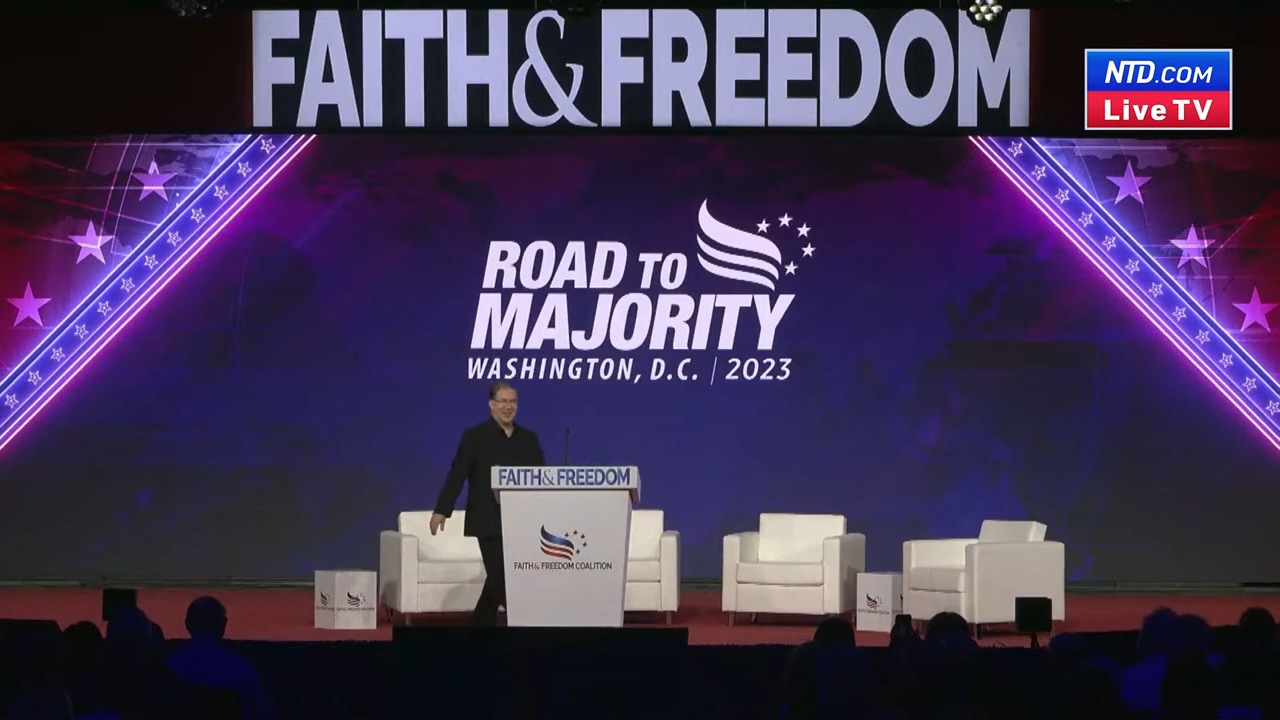 FAITH & FREEDOM
NTD.COM
Live TV
ROAD TO
MAJORITY
WASHINGTON, D.C. | 2023
FAITH & FREEDOM
FAITH & FREEDOM COALITION